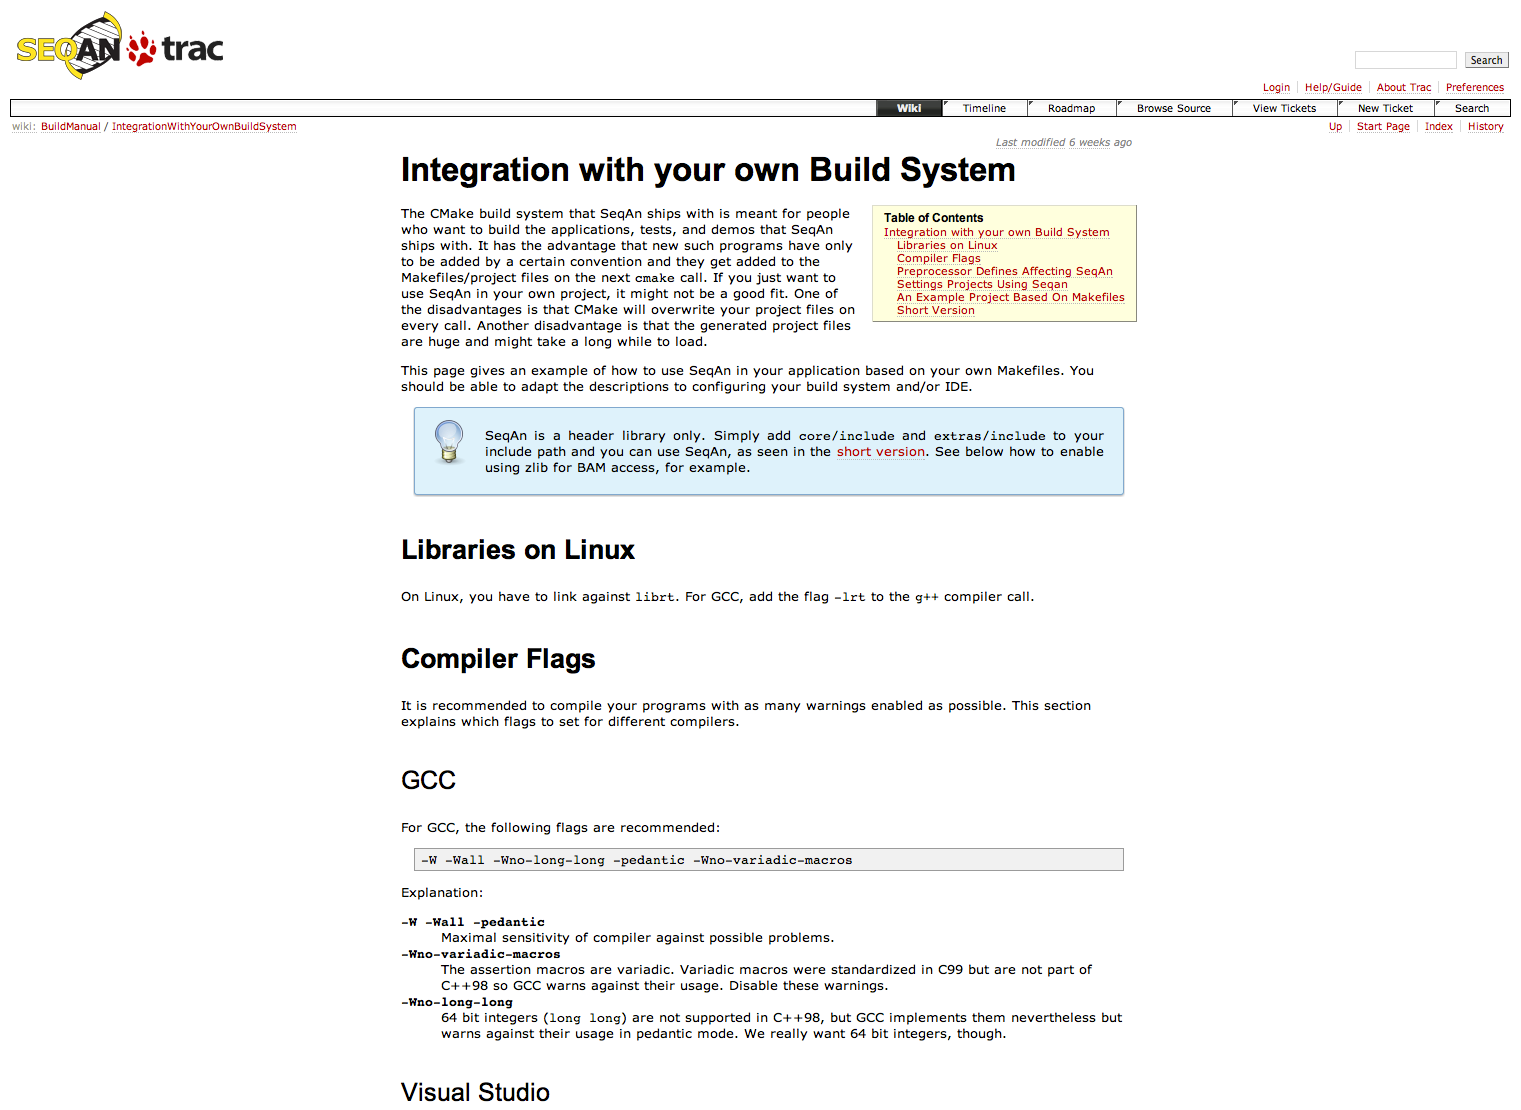 SEQAN trac
Search
Login Help/Guide About Trac Preferences
Wiki Timeline Roadmap Browse Source View Tickets New Ticket Search
wiki: BuildManual / IntegrationWithYourOwnBuildSystem
Up Start Page Index History
Last modified 6 weeks ago
Integration with your own Build System
The CMake build system that SeqAn ships with is meant for people
who want to build the applications, tests, and demos that SeqAn
ships with. It has the advantage that new such programs have only
to be added by a certain convention and they get added to the
Makefiles/project files on the next cmake call. If you just want to
use SeqAn in your own project, it might not be a good fit. One of
the disadvantages is that CMake will overwrite your project files on
every call. Another disadvantage is that the generated project files
are huge and might take a long while to load.
Table of Contents
Integration with your own Build System
Libraries on Linux
Compiler Flags
Preprocessor Defines Affecting SeqAn
Settings Projects Using Seqan
An Example Project Based On Makefiles
Short Version
This page gives an example of how to use SeqAn in your application based on your own Makefiles. You
should be able to adapt the descriptions to configuring your build system and/or IDE.
SeqAn is a header library only. Simply add core/include and extras/include to your
include path and you can use SeqAn, as seen in the short version. See below how to enable
using zlib for BAM access, for example.
Libraries on Linux
On Linux, you have to link against librt. For GCC, add the flag -lrt to the g++ compiler call.
Compiler Flags
It is recommended to compile your programs with as many warnings enabled as possible. This section
explains which flags to set for different compilers.
GCC
For GCC, the following flags are recommended:
-W -Wall -Wno-long-long -pedantic -Wno-variadic-macros
Explanation:
-W -Wall -pedantic
Maximal sensitivity of compiler against possible problems.
-Wno-variadic-macros
The assertion macros are variadic. Variadic macros were standardized in C99 but are not part of
C++98 so GCC warns against their usage. Disable these warnings.
-Wno-long-long
64 bit integers (long long) are not supported in C++98, but GCC implements them nevertheless but
warns against their usage in pedantic mode. We really want 64 bit integers, though.
Visual Studio